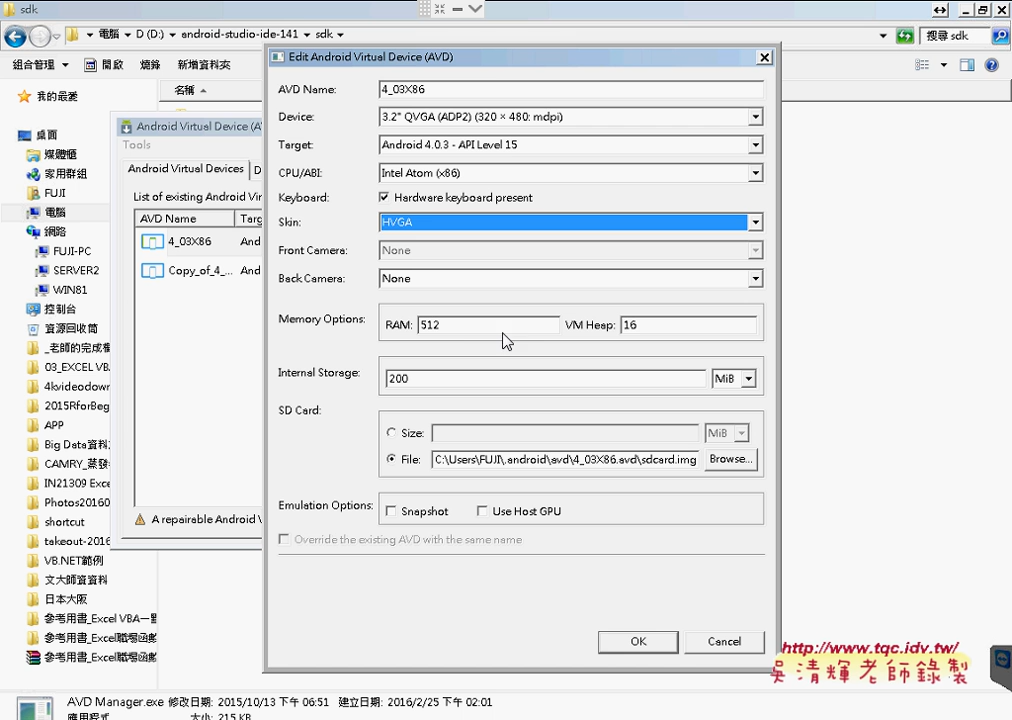 sdk
電腦 D (D:) android-studio-ide-141 sdk
搜尋 sdk
組合管理 開啟 燒錄 新增資料夾
我的最愛
名稱
桌面
媒體櫃
家用群組
FUJI
電腦
網路
FUJI-PC
SERVER2
WIN81
控制台
資源回收筒
_老師的完成檔
03_EXCEL VB
4kvideodown
2015RforBeg
APP
Big Data資料
CAMRY_蒸發
IN21309 Exce
Photos20160
shortcut
takeout-2016
VB.NET範例
文大師資資料
日本大阪
參考用書_Excel VBA一
參考用書_Excel職場函數
參考用書_Excel職場函數
Android Virtual Device (A
Tools
Android Virtual Devices D
List of existing Android Vir
AVD Name Targ
4_03X86 And
Copy_of_4_... And
A repairable Android V
Edit Android Virtual Device (AVD)
AVD Name: 4_03X86
Device: 3.2" QVGA (ADP2) (320 × 480: mdpi)
Target: Android 4.0.3 - API Level 15
CPU/ABI: Intel Atom (x86)
Keyboard: Hardware keyboard present
Skin: HVGA
Front Camera: None
Back Camera: None
Memory Options: RAM: 512 VM Heap: 16
Internal Storage: 200 MiB
SD Card:
Size: MiB
File: C:\Users\FUJI\.android\avd\4_03X86.avd\sdcard.img Browse...
Emulation Options: Snapshot Use Host GPU
Override the existing AVD with the same name
OK Cancel
http://www.tqc.idv.tw/
吳清輝老師錄製
AVD Manager.exe 修改日期: 2015/10/13 下午 06:51 建立日期: 2016/2/25 下午 02:01
應用程式 大小: 215 KB